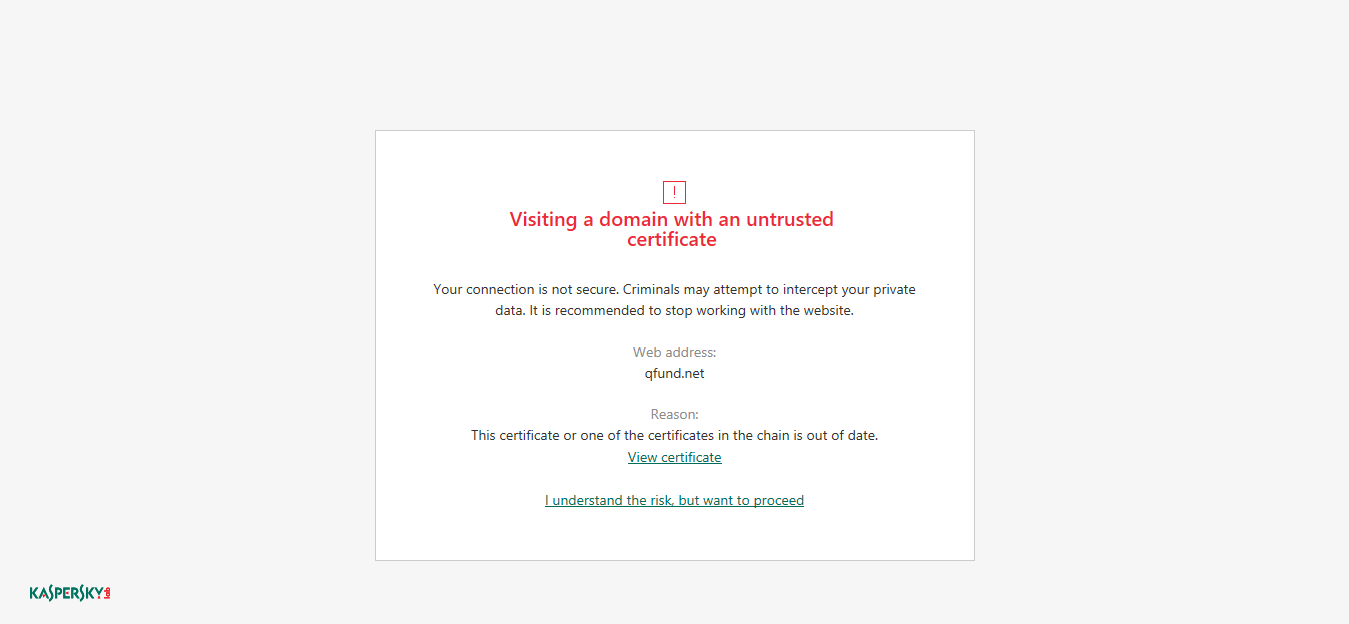 !
Visiting a domain with an untrusted
certificate
Your connection is not secure. Criminals may attempt to intercept your private
data. It is recommended to stop working with the website.
Web address:
qfund.net
Reason:
This certificate or one of the certificates in the chain is out of date.
View certificate
I understand the risk, but want to proceed
KASPERSKY